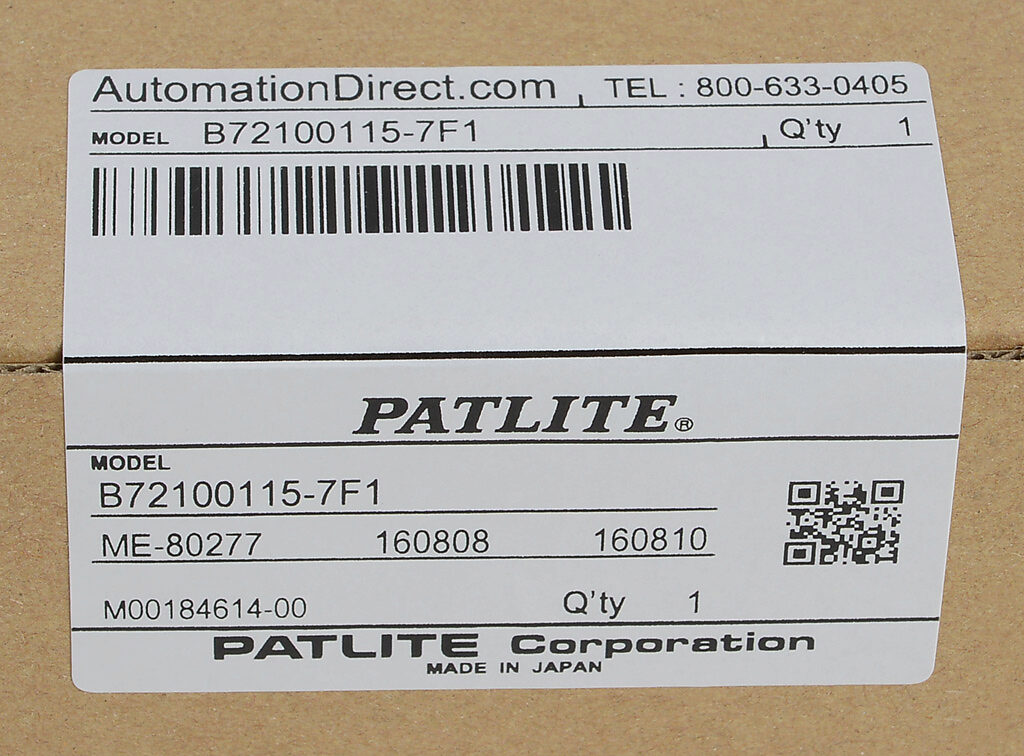 AutomationDirect.com TEL : 800-633-0405
MODEL B72100115-7F1 Q'ty 1
PATLITE®
MODEL
B72100115-7F1
ME-80277 160808 160810
M00184614-00 Q'ty 1
PATLITE Corporation
MADE IN JAPAN